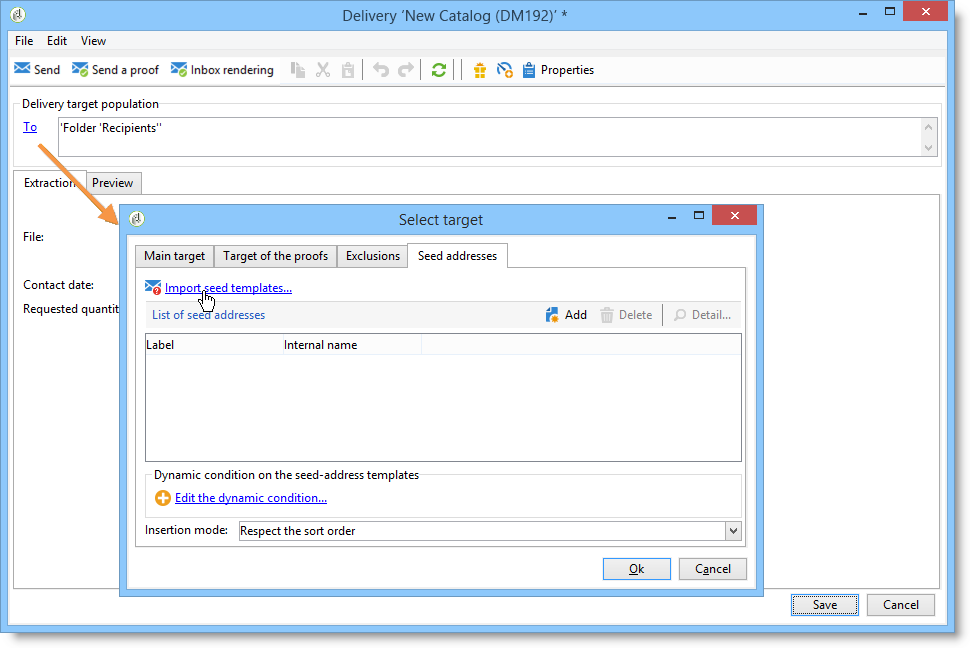 Delivery ‘New Catalog (DM192)’ *
File Edit View
Send Send a proof Inbox rendering Properties
Delivery target population
To 'Folder 'Recipients''
Extraction Preview
Select target
File:
Main target Target of the proofs Exclusions Seed addresses
Contact date:
Import seed templates...
Requested quantit
List of seed addresses Add Delete Detail...
Label Internal name
Dynamic condition on the seed-address templates
Edit the dynamic condition...
Insertion mode: Respect the sort order
Ok Cancel
Save Cancel